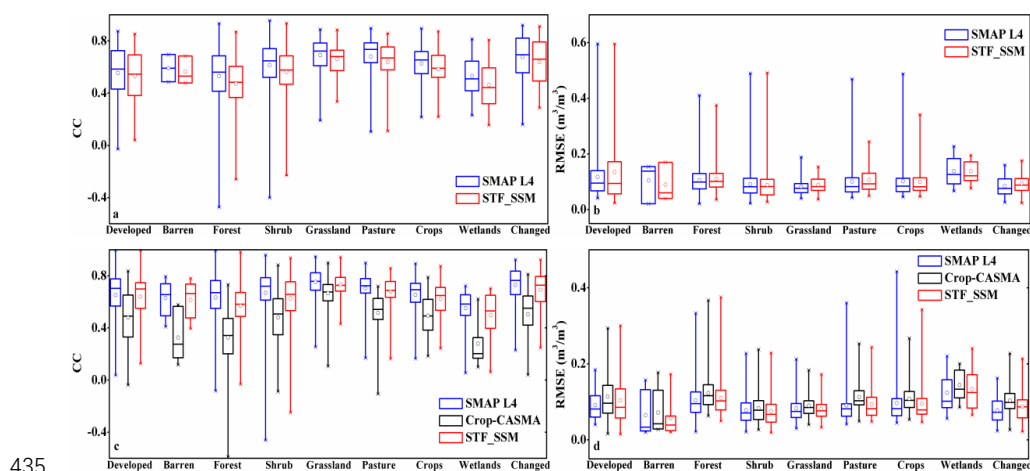 0.8
0.4
0.0
-0.4
CC
SMAP L4
STF_SSM
a
Developed Barren Forest Shrub Grassland Pasture Crops Wetlands Changed
0.6
0.4
0.2
0.0
RMSE (m³/m³)
SMAP L4
STF_SSM
b
Developed Barren Forest Shrub Grassland Pasture Crops Wetlands Changed
0.8
0.4
0.0
-0.4
CC
SMAP L4
Crop-CASMA
STF_SSM
c
Developed Barren Forest Shrub Grassland Pasture Crops Wetlands Changed
0.4
0.2
0.0
RMSE (m³/m³)
SMAP L4
Crop-CASMA
STF_SSM
d
Developed Barren Forest Shrub Grassland Pasture Crops Wetlands Changed
435